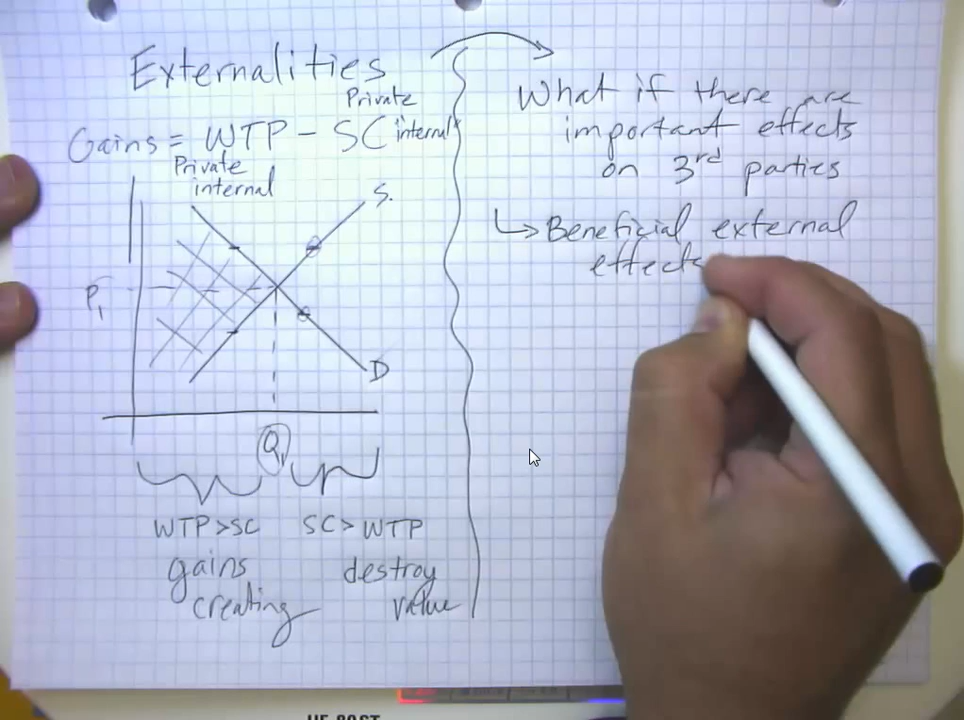 Externalities
Private
Gains = WTP - SC internal
Private
internal
S.
P1
D
Q1
WTP>SC
gains
creating
SC>WTP
destroy
value
What if there are
important effects
on 3rd parties
↳ Beneficial external
effects